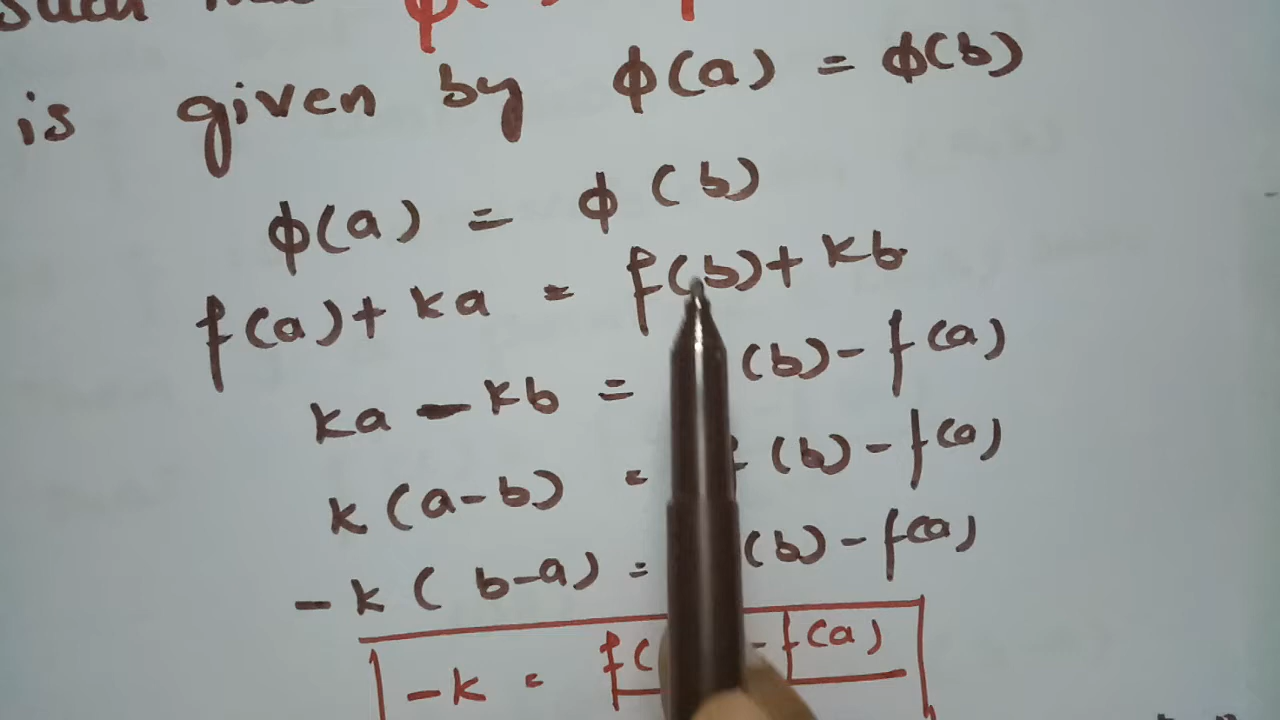 is given by ϕ(a) = ϕ(b)
ϕ(a) = ϕ(b)
f(a) + ka = f(b) + kb
ka - kb = (b) - f(a)
k(a-b) = f(b) - f(a)
-k(b-a) = (b) - f(a)
-k = f( - f(a)